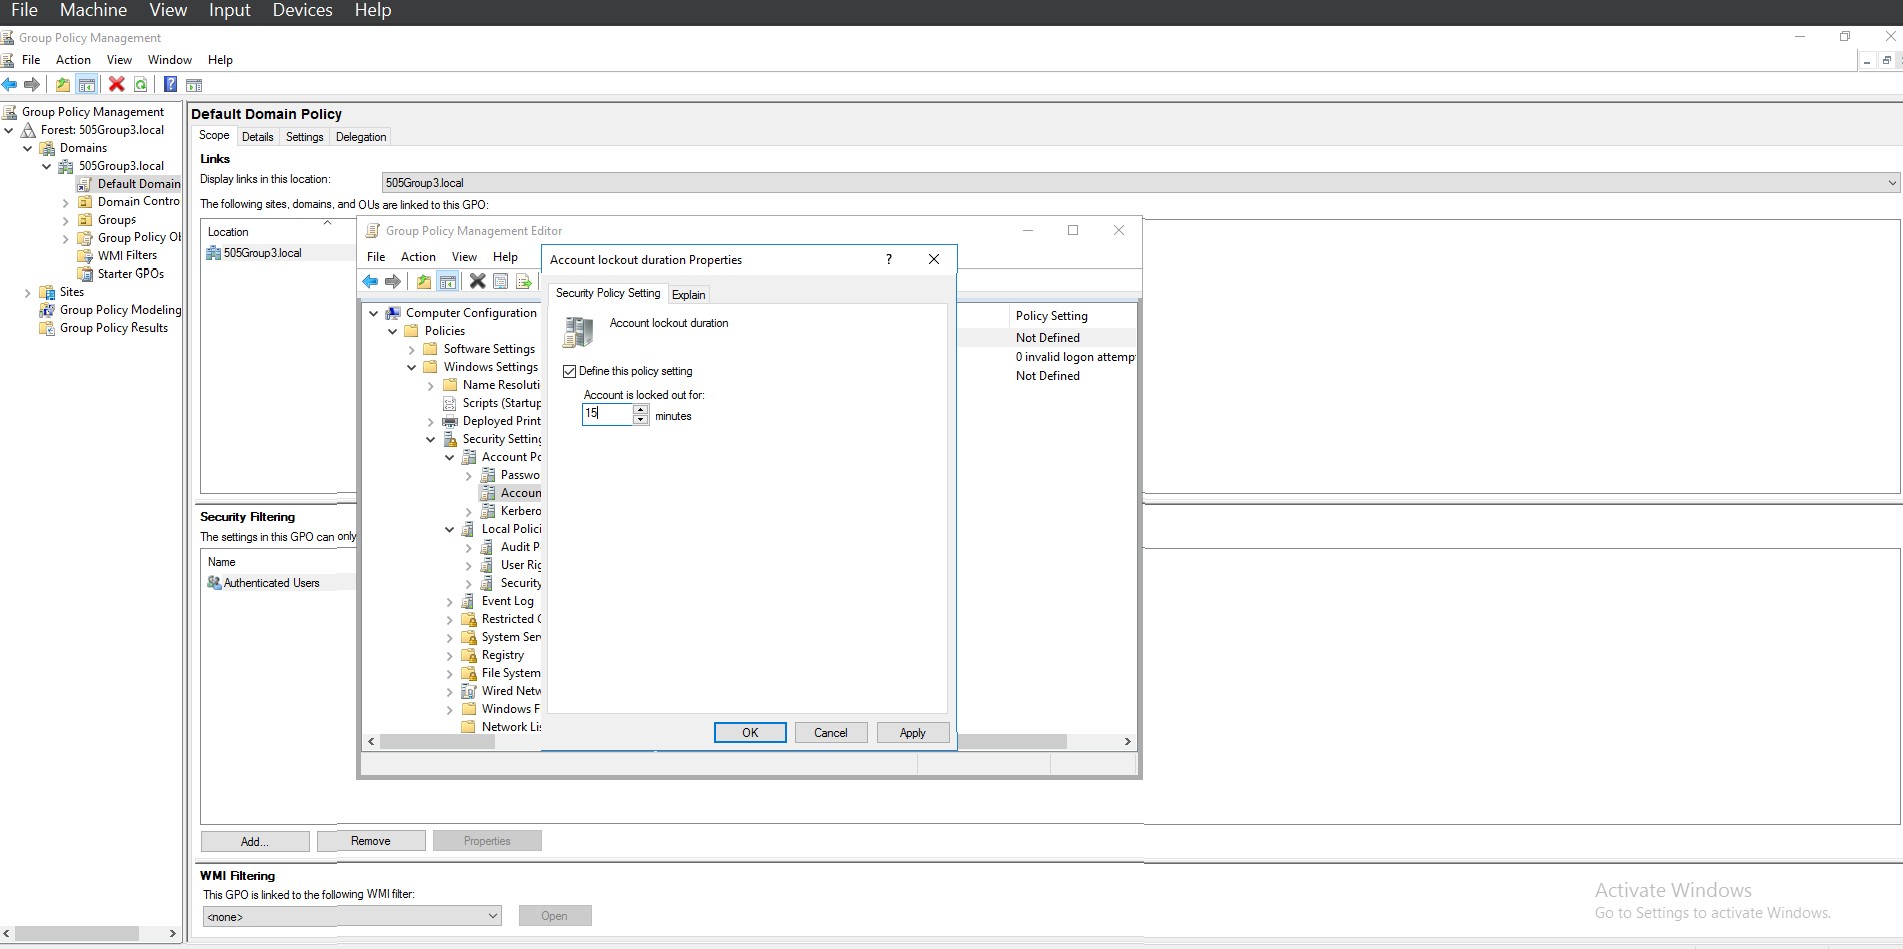 File Machine View Input Devices Help
Group Policy Management
File Action View Window Help
Group Policy Management
Forest: 505Group3.local
Domains
505Group3.local
Default Domain
Domain Contro
Groups
Group Policy Ob
WMI Filters
Starter GPOs
Sites
Group Policy Modeling
Group Policy Results
Default Domain Policy
Scope Details Settings Delegation
Links
Display links in this location: 505Group3.local
The following sites, domains, and OUs are linked to this GPO:
Location
505Group3.local
Group Policy Management Editor
File Action View Help
Computer Configuration
Policies
Software Settings
Windows Settings
Name Resoluti
Scripts (Startup
Deployed Print
Security Setting
Account Po
Passwo
Accoun
Kerbero
Local Polici
Audit P
User Rig
Security
Event Log
Restricted G
System Ser
Registry
File System
Wired Netw
Windows F
Network Lis
Account lockout duration Properties ?
Security Policy Setting Explain
Account lockout duration
Define this policy setting
Account is locked out for:
15 minutes
OK Cancel Apply
Policy Setting
Not Defined
0 invalid logon attemp
Not Defined
Security Filtering
The settings in this GPO can only
Name
Authenticated Users
Add... Remove Properties
WMI Filtering
This GPO is linked to the following WMI filter:
<none> Open
Activate Windows
Go to Settings to activate Windows.